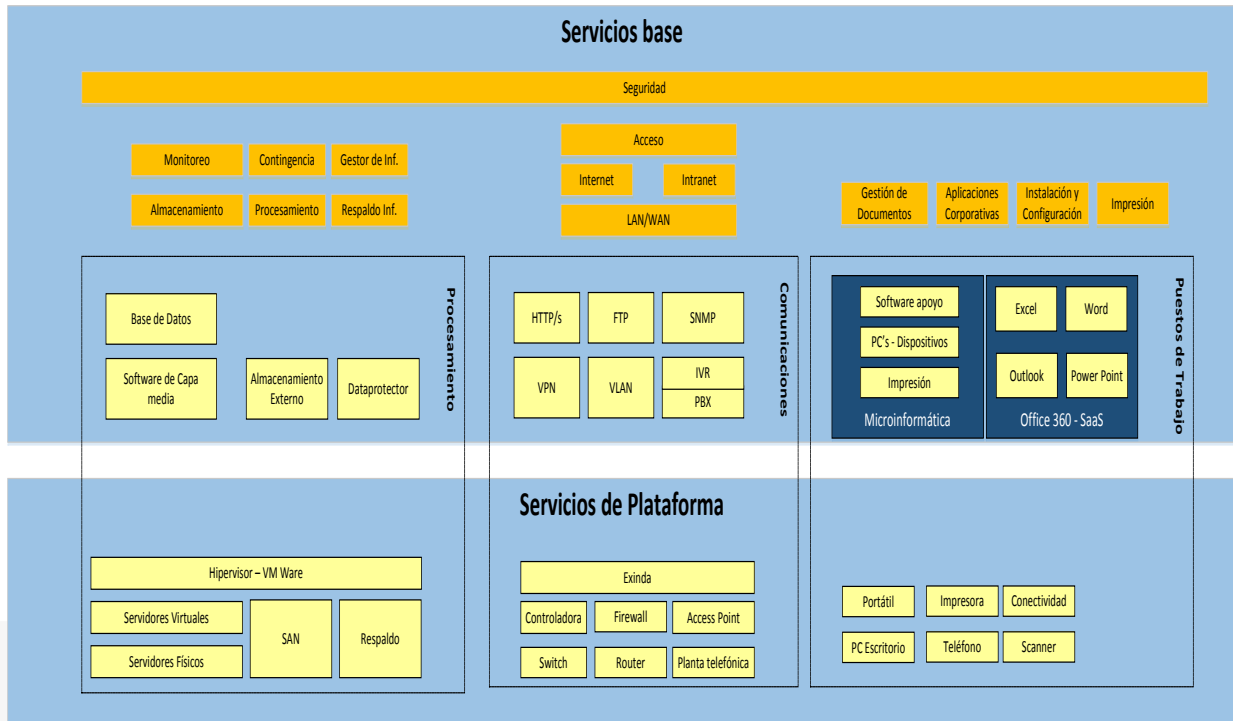 Servicios base
Seguridad
Monitoreo
Contingencia
Gestor de Inf.
Almacenamiento
Procesamiento
Respaldo Inf.
Acceso
Internet
Intranet
LAN/WAN
Gestión de
Documentos
Aplicaciones
Corporativas
Instalación y
Configuración
Impresión
Base de Datos
Software de Capa
media
Almacenamiento
Externo
Dataprotector
Procesamiento
HTTP/s
FTP
SNMP
VPN
VLAN
IVR
PBX
Comunicaciones
Software apoyo
PC's - Dispositivos
Impresión
Microinformática
Excel
Word
Outlook
Power Point
Office 360 - SaaS
Puestos de Trabajo
Servicios de Plataforma
Hipervisor – VM Ware
Servidores Virtuales
Servidores Físicos
SAN
Respaldo
Exinda
Controladora
Firewall
Access Point
Switch
Router
Planta telefónica
Portátil
Impresora
Conectividad
PC Escritorio
Teléfono
Scanner